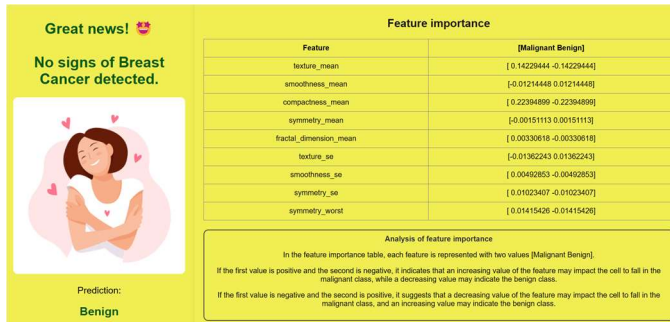 Great news! 🤩
No signs of Breast
Cancer detected.
Prediction:
Benign
Feature importance
Feature [Malignant Benign]
texture_mean [ 0.14229444 -0.14229444]
smoothness_mean [-0.01214448 0.01214448]
compactness_mean [ 0.22394899 -0.22394899]
symmetry_mean [-0.00151113 0.00151113]
fractal_dimension_mean [ 0.00330618 -0.00330618]
texture_se [-0.01362243 0.01362243]
smoothness_se [ 0.00492853 -0.00492853]
symmetry_se [ 0.01023407 -0.01023407]
symmetry_worst [ 0.01415426 -0.01415426]
Analysis of feature importance
In the feature importance table, each feature is represented with two values [Malignant Benign].
If the first value is positive and the second is negative, it indicates that an increasing value of the feature may impact the cell to fall in the
malignant class, while a decreasing value may indicate the benign class.
If the first value is negative and the second is positive, it suggests that a decreasing value of the feature may impact the cell to fall in the
malignant class, and an increasing value may indicate the benign class.